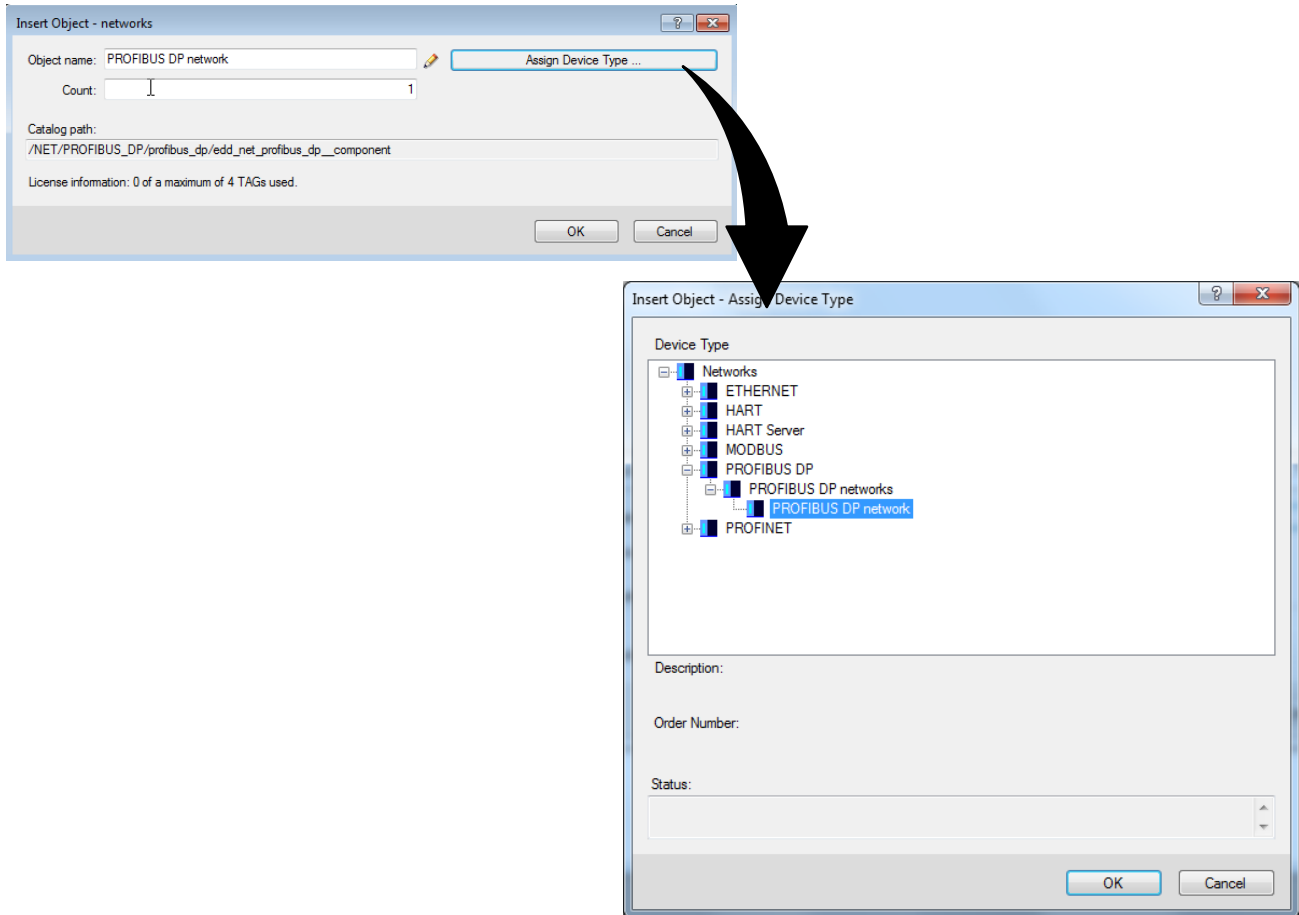 Insert Object - networks
Object name: PROFIBUS DP network Assign Device Type ...
Count: 1
Catalog path:
/NET/PROFIBUS_DP/profibus_dp/edd_net_profibus_dp__component
License information: 0 of a maximum of 4 TAGs used.
OK Cancel
Insert Object - Assign Device Type
Device Type
Networks
ETHERNET
HART
HART Server
MODBUS
PROFIBUS DP
PROFIBUS DP networks
PROFIBUS DP network
PROFINET
Description:
Order Number:
Status:
OK Cancel